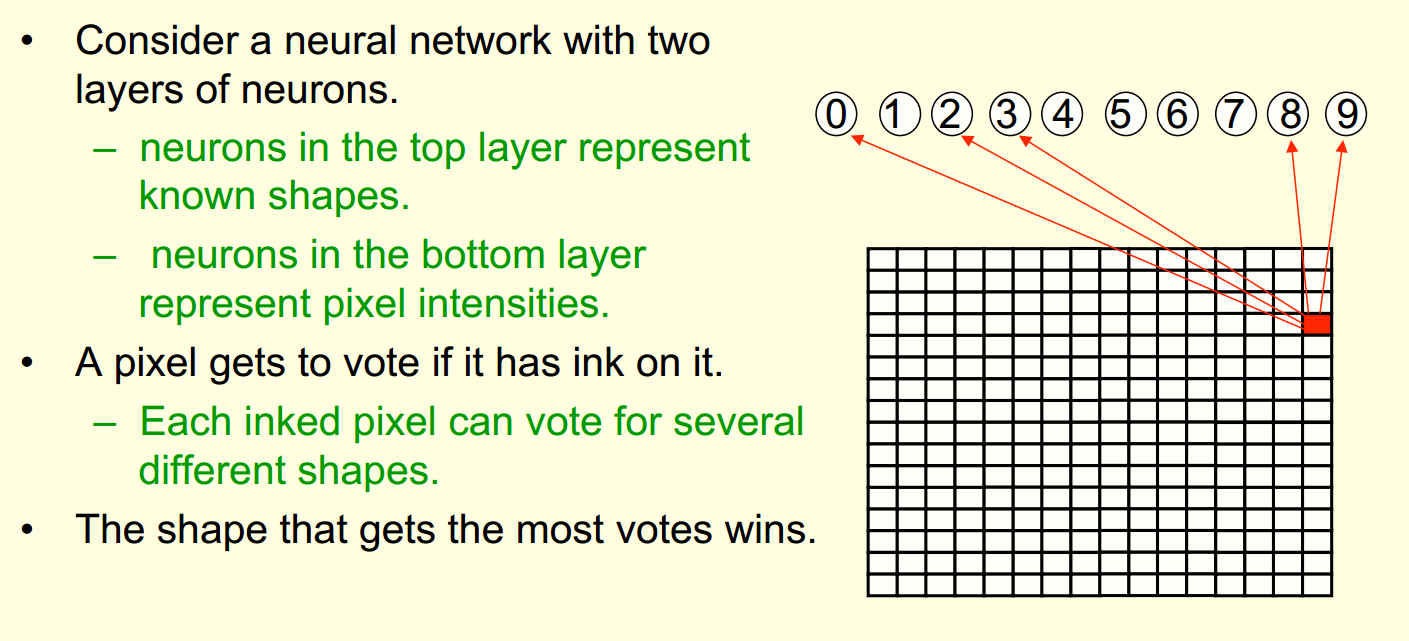 • Consider a neural network with two
layers of neurons.
– neurons in the top layer represent
known shapes.
– neurons in the bottom layer
represent pixel intensities.
• A pixel gets to vote if it has ink on it.
– Each inked pixel can vote for several
different shapes.
• The shape that gets the most votes wins.
0 1 2 3 4 5 6 7 8 9